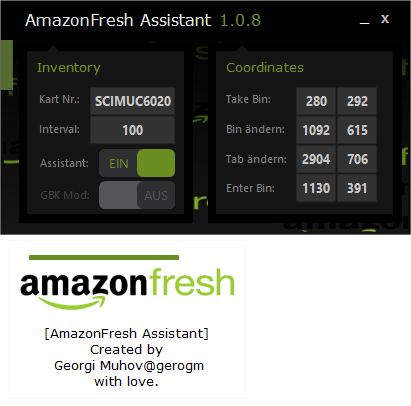 AmazonFresh Assistant 1.0.8 _ x
Inventory
Kart Nr.: SCIMUC6020
Interval: 100
Assistant: EIN
GBK Mod: AUS
Coordinates
Take Bin: 280 292
Bin ändern: 1092 615
Tab ändern: 2904 706
Enter Bin: 1130 391
amazonfresh
[AmazonFresh Assistant]
Created by
Georgi Muhov@gerogm
with love.